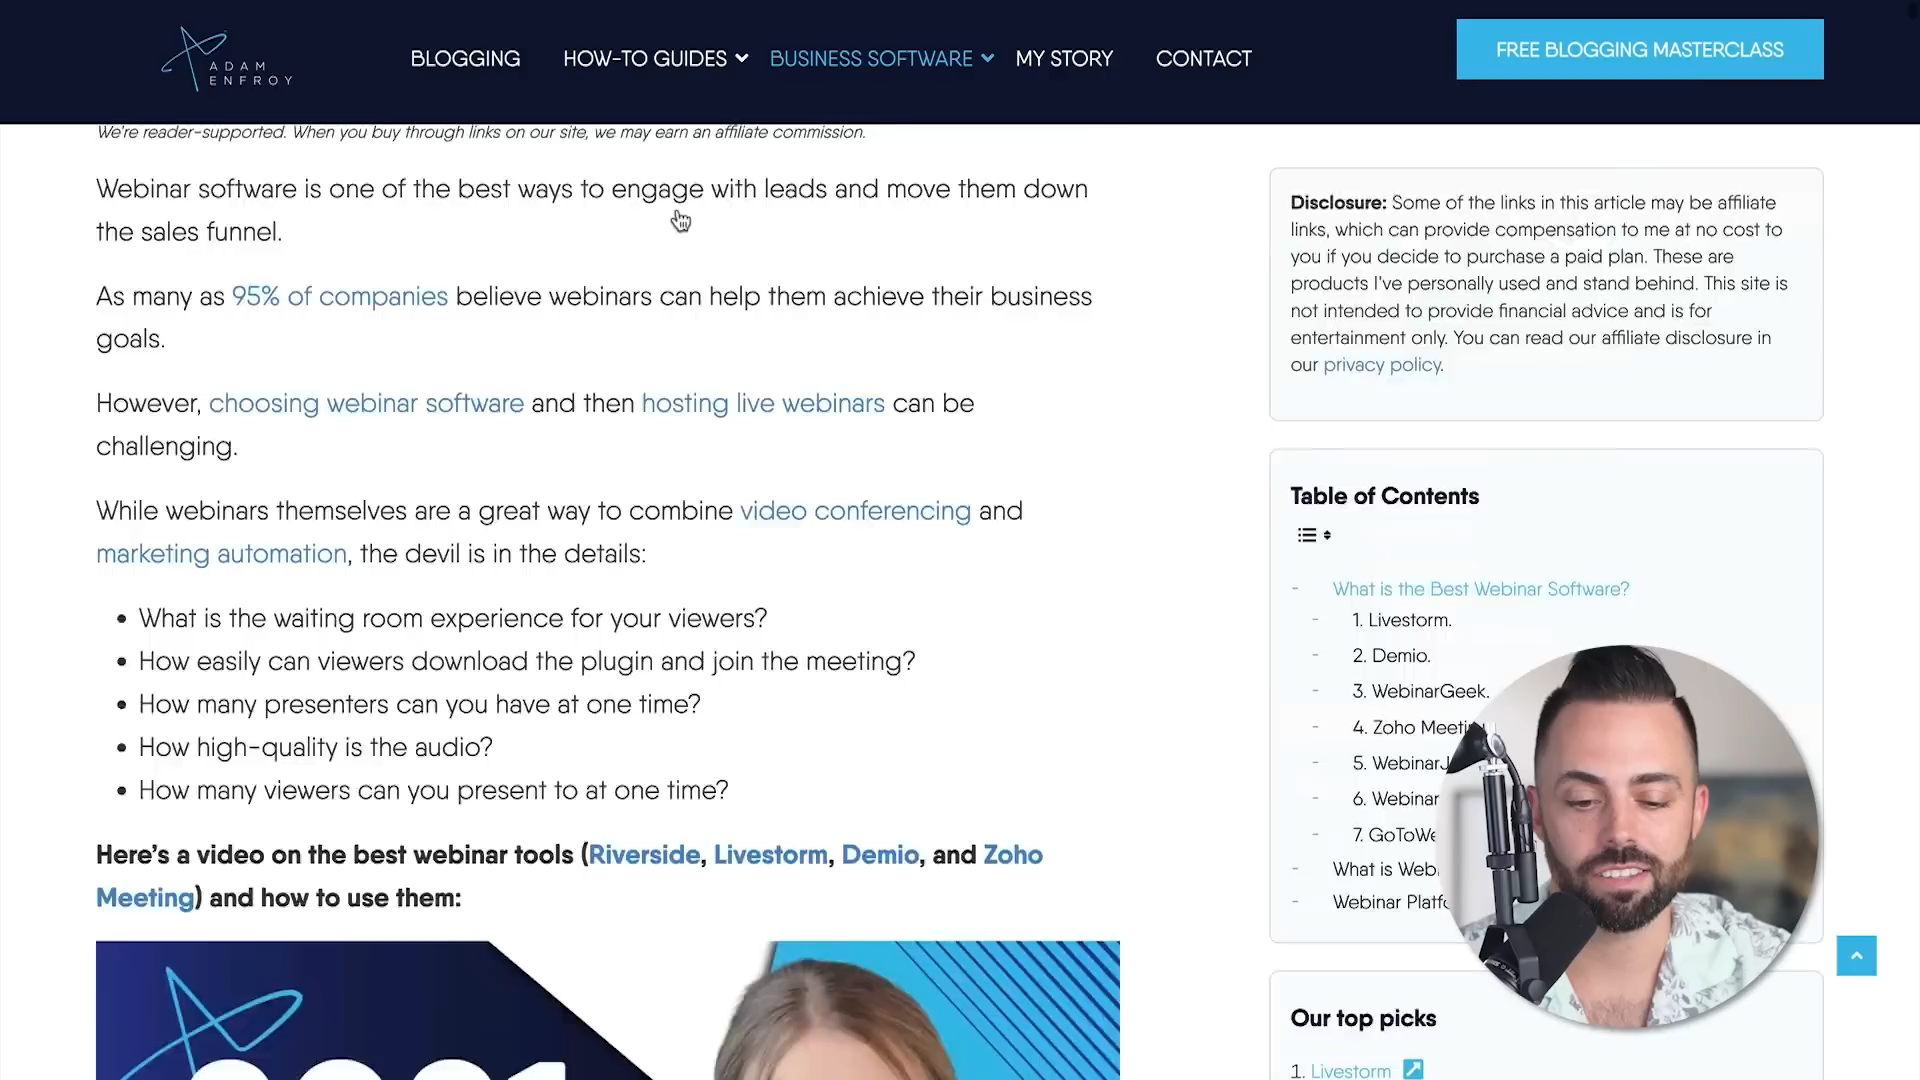 ADAM
ENFROY
BLOGGING
HOW-TO GUIDES
BUSINESS SOFTWARE
MY STORY
CONTACT
FREE BLOGGING MASTERCLASS
We're reader-supported. When you buy through links on our site, we may earn an affiliate commission.
Webinar software is one of the best ways to engage with leads and move them down
the sales funnel.
As many as 95% of companies believe webinars can help them achieve their business
goals.
However, choosing webinar software and then hosting live webinars can be
challenging.
While webinars themselves are a great way to combine video conferencing and
marketing automation, the devil is in the details:
• What is the waiting room experience for your viewers?
• How easily can viewers download the plugin and join the meeting?
• How many presenters can you have at one time?
• How high-quality is the audio?
• How many viewers can you present to at one time?
Here's a video on the best webinar tools (Riverside, Livestorm, Demio, and Zoho
Meeting) and how to use them:
Disclosure: Some of the links in this article may be affiliate
links, which can provide compensation to me at no cost to
you if you decide to purchase a paid plan. These are
products I've personally used and stand behind. This site is
not intended to provide financial advice and is for
entertainment only. You can read our affiliate disclosure in
our privacy policy.
Table of Contents
- What is the Best Webinar Software?
- 1. Livestorm.
- 2. Demio.
- 3. WebinarGeek.
- 4. Zoho
- 5.
- 6. Webinar
- 7.
- What is
- Webinar
Our top picks
1. Livestorm